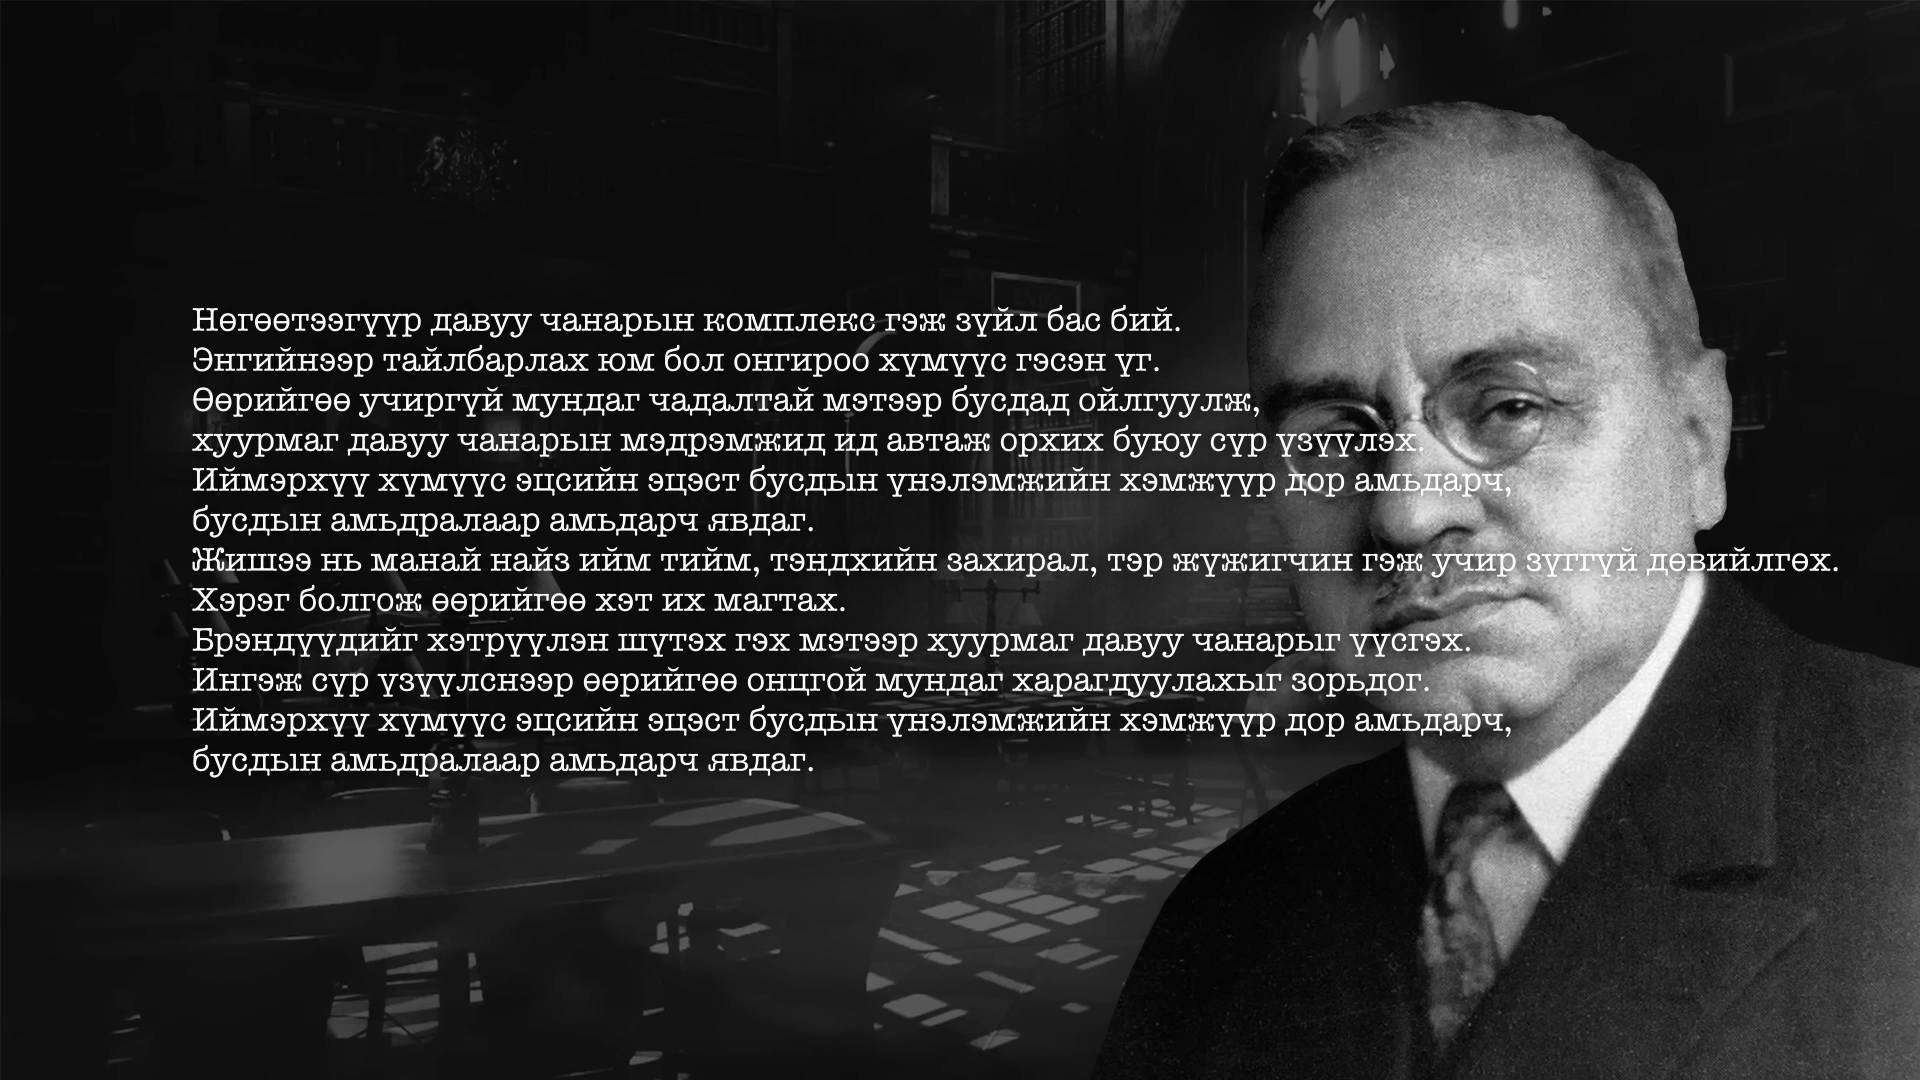 Нөгөөтээгүүр давуу чанарын комплекс гэж зүйл бас бий.
Энгийнээр тайлбарлах юм бол онгироо хүмүүс гэсэн үг.
Өөрийгөө учиргүй мундаг чадалтай мэтээр бусдад ойлгуулж,
хуурмаг давуу чанарын мэдрэмжид ид автаж орхих буюу сүр үзүүлэх.
Иймэрхүү хүмүүс эцсийн эцэст бусдын үнэлэмжийн хэмжүүр дор амьдарч,
бусдын амьдралаар амьдарч явдаг.
Жишээ нь манай найз ийм тийм, тэндхийн захирал, тэр жүжигчин гэж учир зүггүй дөвийлгөх.
Хэрэг болгож өөрийгөө хэт их магтах.
Брэндүүдийг хэтрүүлэн шүтэх гэх мэтээр хуурмаг давуу чанарыг үүсгэх.
Ингэж сүр үзүүлснээр өөрийгөө онцгой мундаг харагдуулахыг зорьдог.
Иймэрхүү хүмүүс эцсийн эцэст бусдын үнэлэмжийн хэмжүүр дор амьдарч,
бусдын амьдралаар амьдарч явдаг.